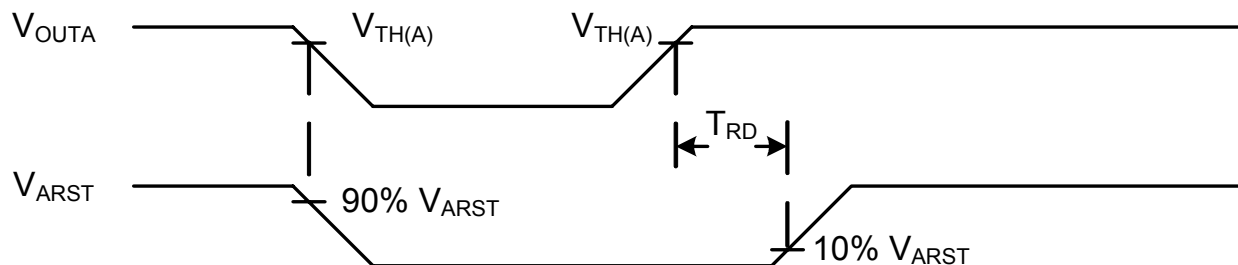 V_OUTA
V_TH(A)
V_TH(A)
T_RD
V_ARST
90% V_ARST
10% V_ARST